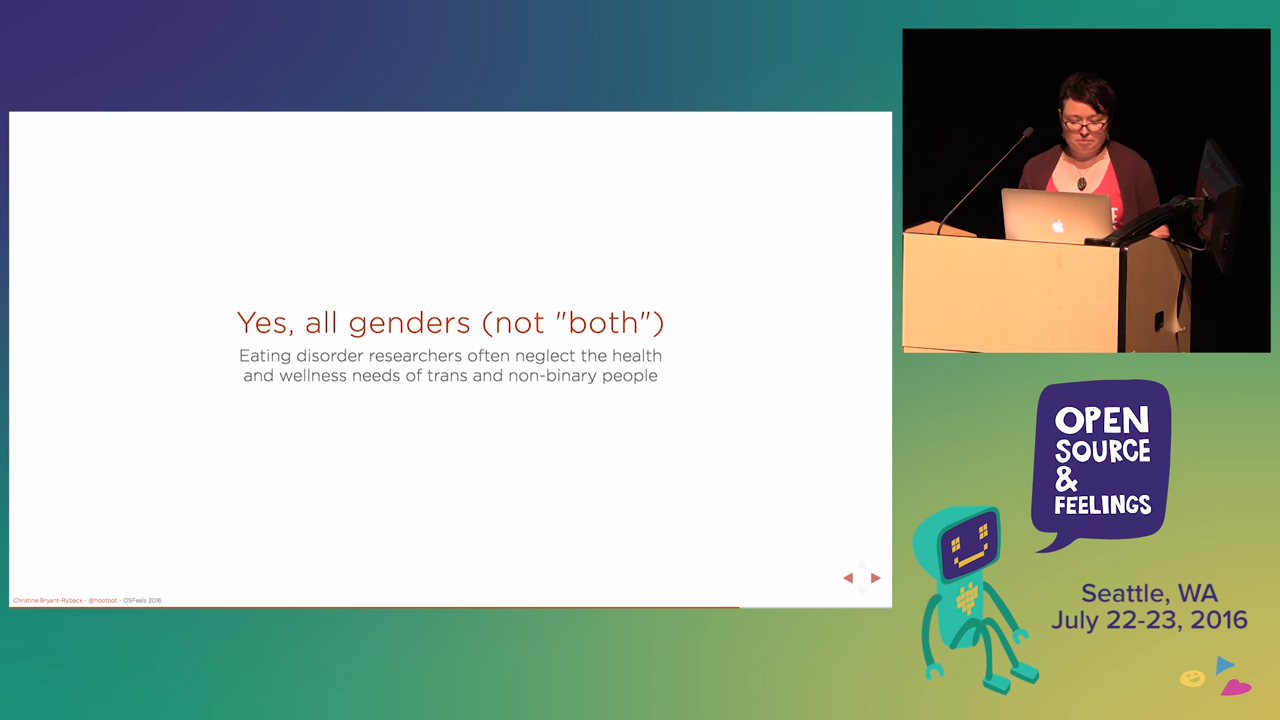 Yes, all genders (not "both")
Eating disorder researchers often neglect the health
and wellness needs of trans and non-binary people
Christine Bryant-Ryback - @hootbot - OSFeels 2016
OPEN
SOURCE
&
FEELINGS
Seattle, WA
July 22-23, 2016